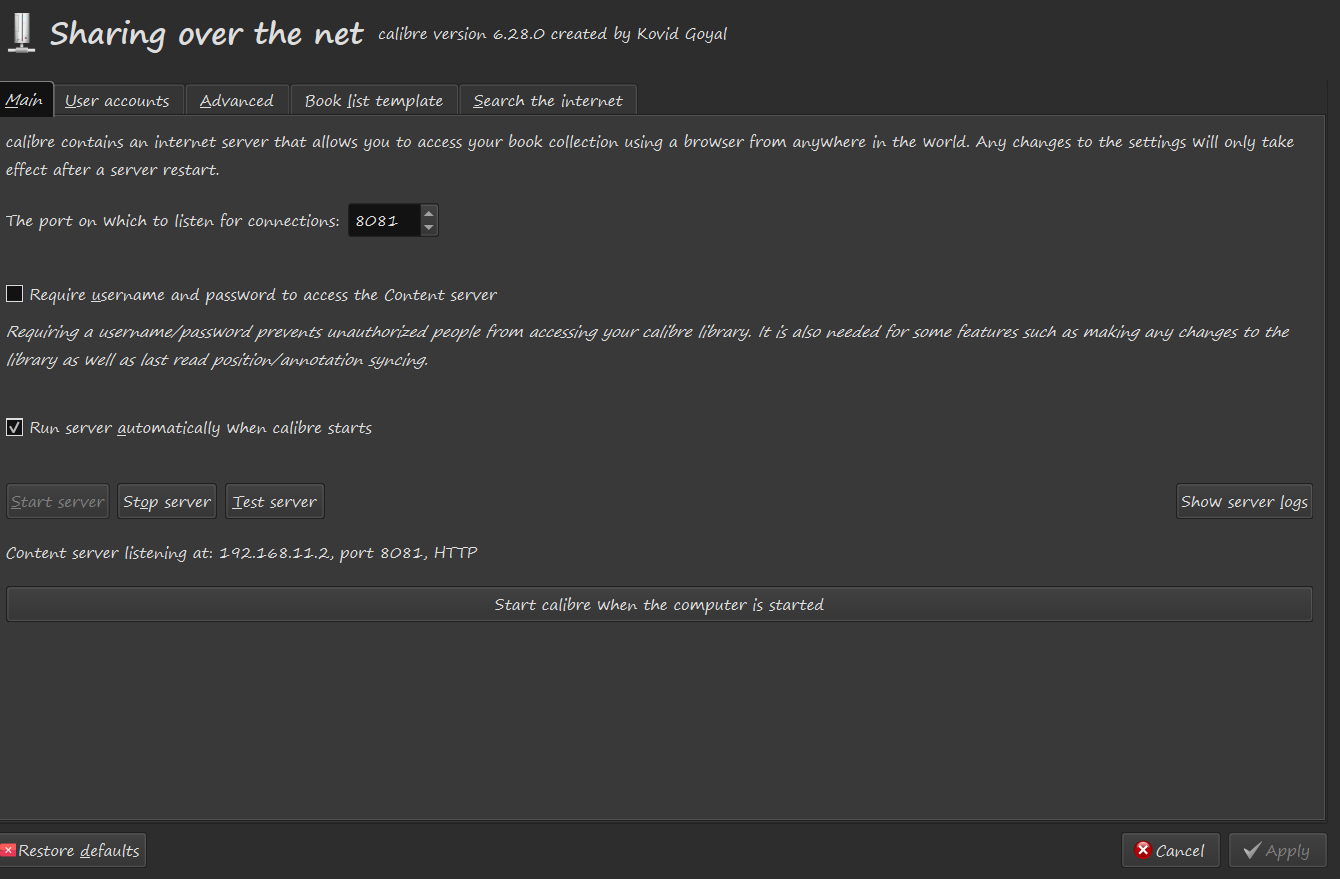 Sharing over the net calibre version 6.28.0 created by Kovid Goyal
Main User accounts Advanced Book list template Search the internet
calibre contains an internet server that allows you to access your book collection using a browser from anywhere in the world. Any changes to the settings will only take
effect after a server restart.
The port on which to listen for connections: 8081
Require username and password to access the Content server
Requiring a username/password prevents unauthorized people from accessing your calibre library. It is also needed for some features such as making any changes to the
library as well as last read position/annotation syncing.
Run server automatically when calibre starts
Start server Stop server Test server Show server logs
Content server listening at: 192.168.11.2, port 8081, HTTP
Start calibre when the computer is started
Restore defaults Cancel Apply